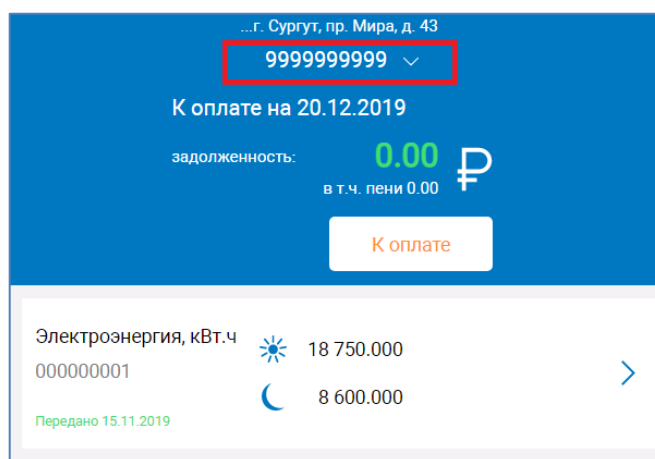 ...г. Сургут, пр. Мира, д. 43
9999999999
К оплате на 20.12.2019
задолженность: 0.00 ₽
в т.ч. пени 0.00
К оплате
Электроэнергия, кВт.ч 18 750.000
000000001
8 600.000
Передано 15.11.2019